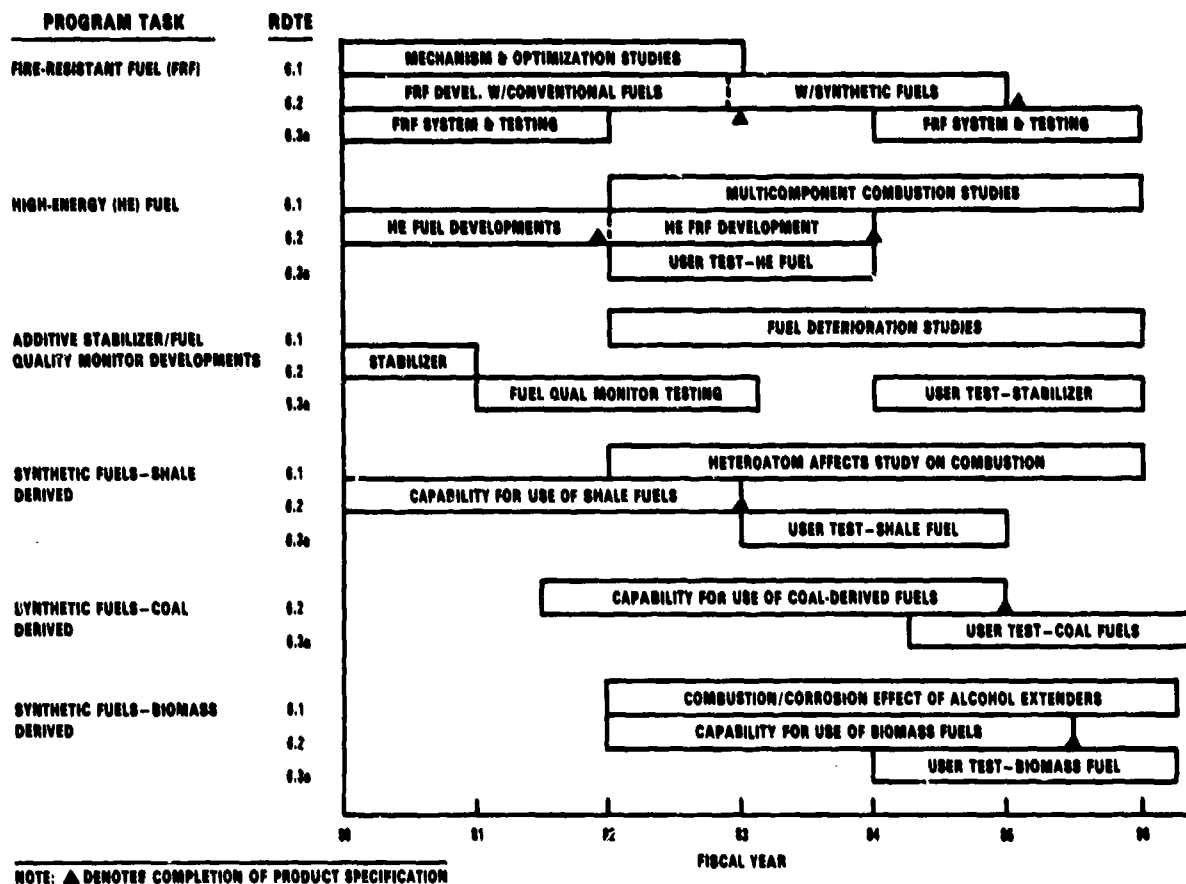 PROGRAM TASK RDTE
FIRE-RESISTANT FUEL (FRF) 6.1 MECHANISM & OPTIMIZATION STUDIES
6.2 FRF DEVEL. W/CONVENTIONAL FUELS W/SYNTHETIC FUELS
6.3a FRF SYSTEM & TESTING FRF SYSTEM & TESTING
HIGH-ENERGY (HE) FUEL 6.1 MULTICOMPONENT COMBUSTION STUDIES
6.2 HE FUEL DEVELOPMENTS HE FRF DEVELOPMENT
6.3a USER TEST-HE FUEL
ADDITIVE STABILIZER/FUEL 6.1 FUEL DETERIORATION STUDIES
QUALITY MONITOR DEVELOPMENTS
6.2 STABILIZER
6.3a FUEL QUAL MONITOR TESTING USER TEST-STABILIZER
SYNTHETIC FUELS-SHALE 6.1 HETEROATOM AFFECTS STUDY ON COMBUSTION
DERIVED
6.2 CAPABILITY FOR USE OF SHALE FUELS
6.3a USER TEST-SHALE FUEL
SYNTHETIC FUELS-COAL 6.2 CAPABILITY FOR USE OF COAL-DERIVED FUELS
DERIVED 6.3a USER TEST-COAL FUELS
SYNTHETIC FUELS-BIOMASS 6.1 COMBUSTION/CORROSION EFFECT OF ALCOHOL EXTENDERS
DERIVED
6.2 CAPABILITY FOR USE OF BIOMASS FUELS
6.3a USER TEST-BIOMASS FUEL
80 81 82 83 84 85 86
FISCAL YEAR
NOTE: ▲ DENOTES COMPLETION OF PRODUCT SPECIFICATION